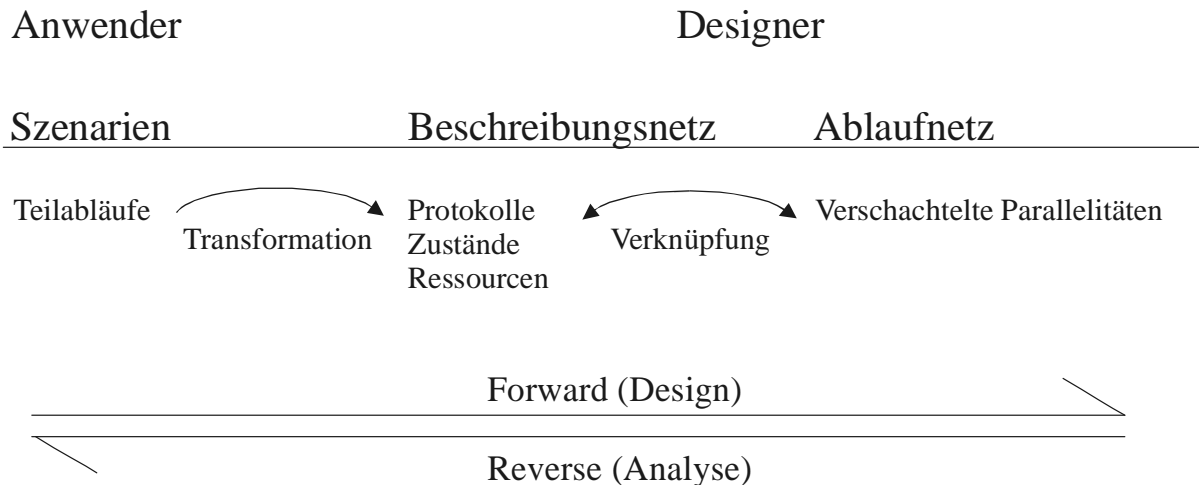 Anwender Designer
Szenarien Beschreibungsnetz Ablaufnetz
Teilabläufe Protokolle Verschachtelte Parallelitäten
Transformation Zustände Verknüpfung
Ressourcen
Forward (Design)
Reverse (Analyse)